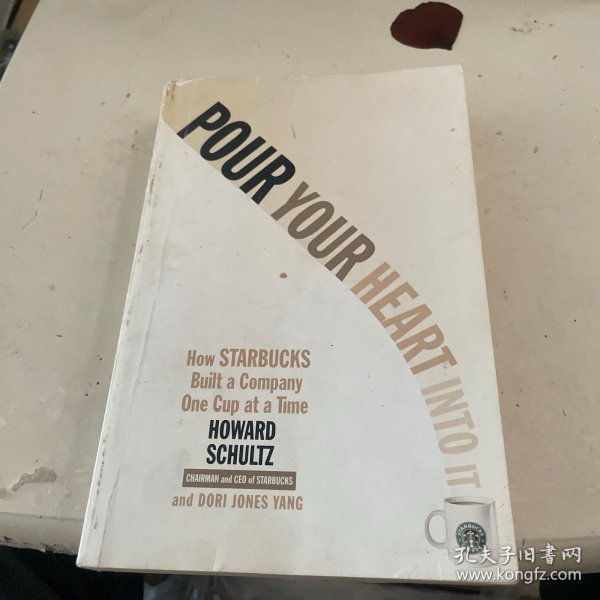 POUR YOUR HEART INTO IT
How STARBUCKS
Built a Company
One Cup at a Time
HOWARD
SCHULTZ
CHAIRMAN and CEO of STARBUCKS
and DORI JONES YANG
STARBUCKS
孔夫子旧書网
www.kongfz.com